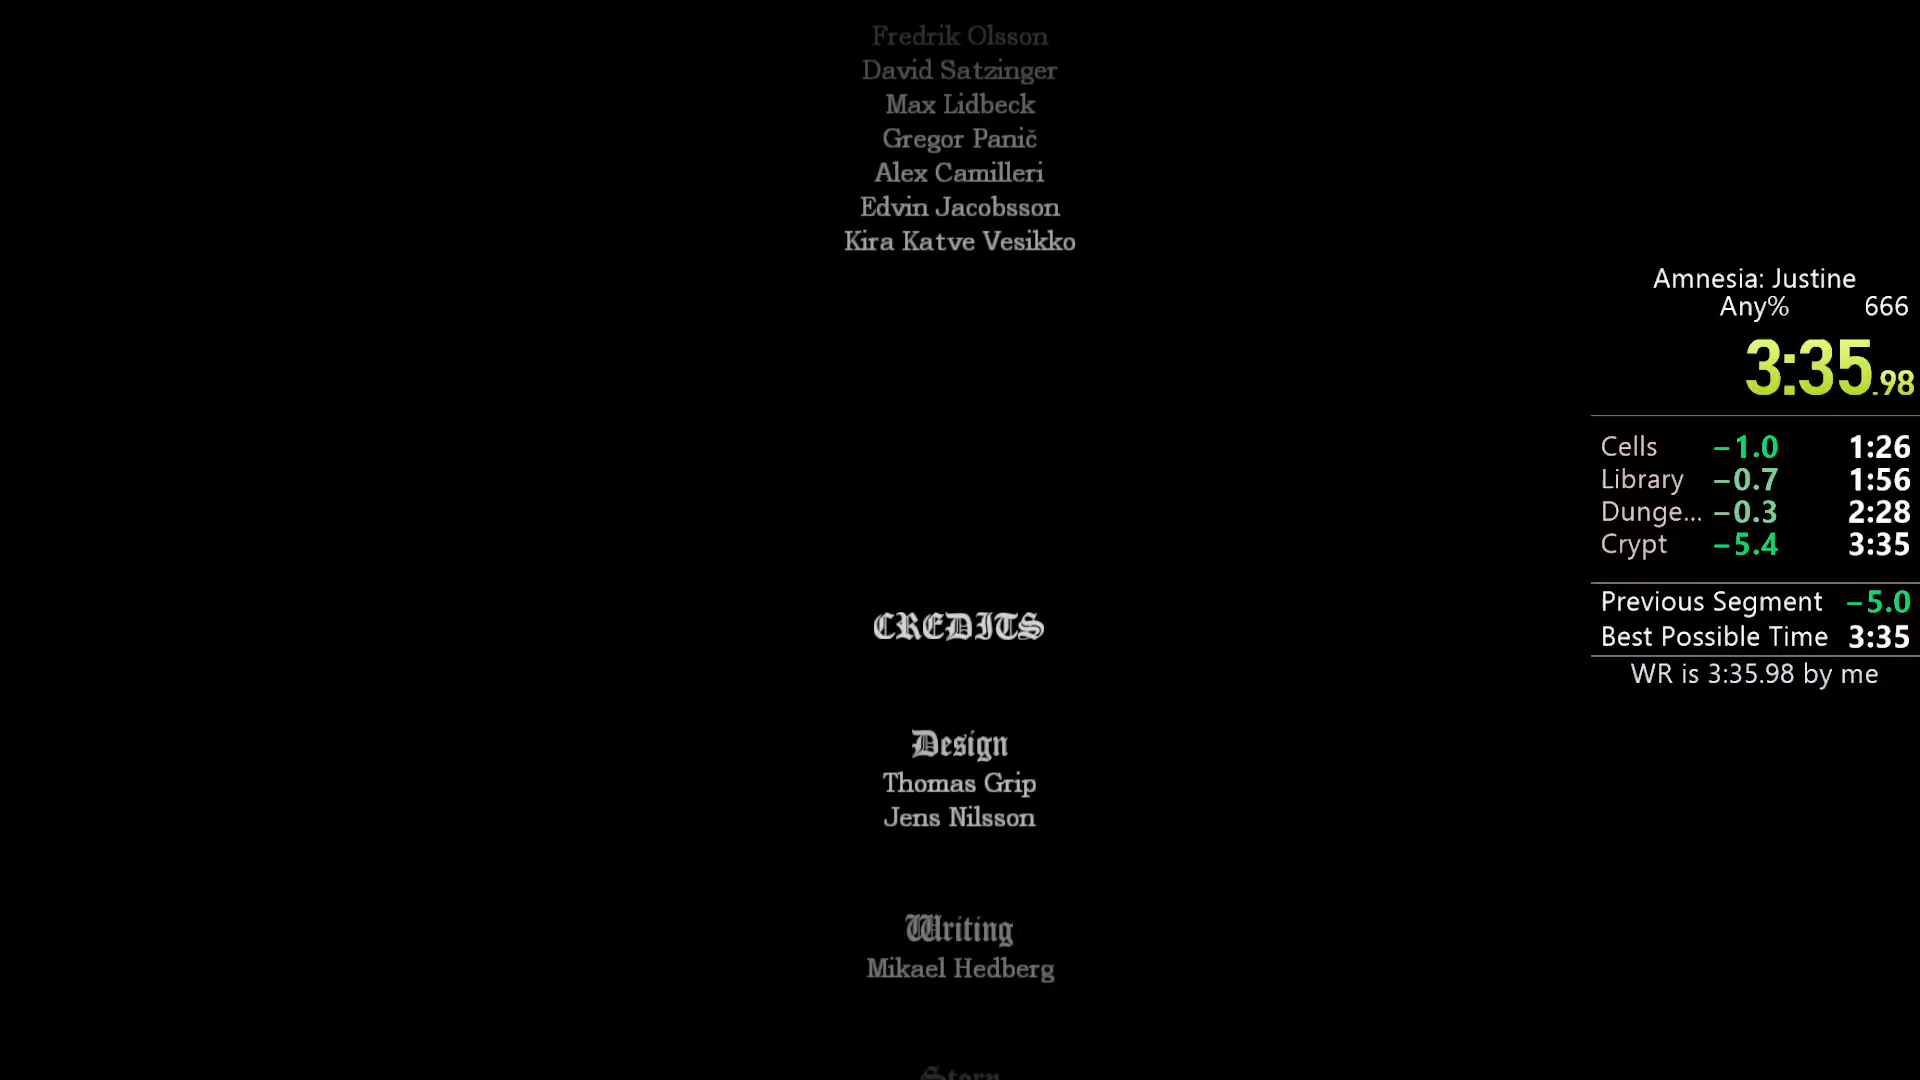 Fredrik Olsson
David Satzinger
Max Lidbeck
Gregor Panič
Alex Camilleri
Edvin Jacobsson
Kira Katve Vesikko
CREDITS
Design
Thomas Grip
Jens Nilsson
Writing
Mikael Hedberg
Story
Amnesia: Justine
Any% 666
3:35.98
Cells −1.0 1:26
Library −0.7 1:56
Dunge... −0.3 2:28
Crypt −5.4 3:35
Previous Segment −5.0
Best Possible Time 3:35
WR is 3:35.98 by me